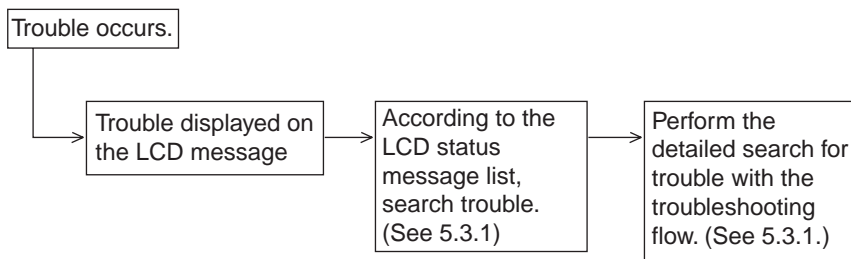 Trouble occurs.
Trouble displayed on
the LCD message
According to the
LCD status
message list,
search trouble.
(See 5.3.1)
Perform the
detailed search for
trouble with the
troubleshooting
flow. (See 5.3.1.)